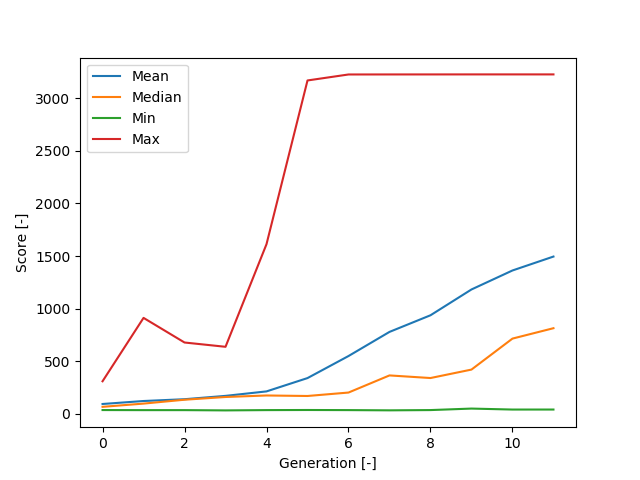 Mean
Median
Min
Max
3000
2500
2000
1500
1000
500
0
Score [-]
0 2 4 6 8 10
Generation [-]